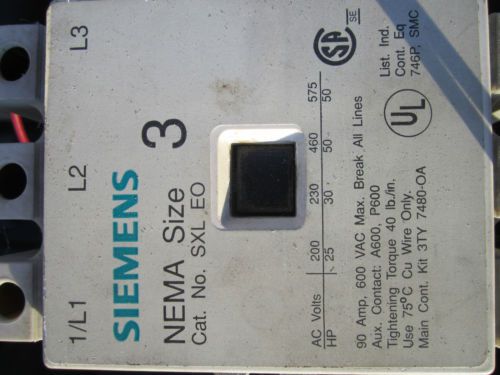 1/L1 L2 L3
SIEMENS
NEMA Size 3
Cat. No. SXL EO
SA
SE
AC Volts 200 230 460 575
HP 25 30 50 50
90 Amp, 600 VAC Max. Break All Lines
Aux. Contact: A600, P600
Tightening Torque 40 lb./in.
Use 75°C Cu Wire Only.
Main Cont. Kit 3TY 7480-OA
UL
List. Ind.
Cont. Eq
746P, SMC